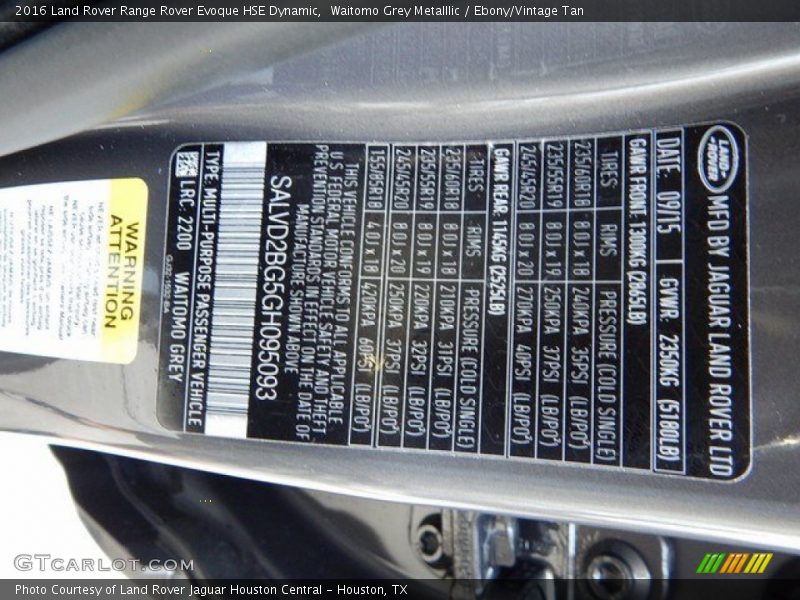 2016 Land Rover Range Rover Evoque HSE Dynamic, Waitomo Grey Metalllic / Ebony/Vintage Tan
LAND
ROVER
MFD BY JAGUAR LAND ROVER LTD
DATE: 09/15 GVWR: 2350KG (5180LB)
GAWR FRON: 1300KG (2865LB)
TIRES RIMS PRESSURE (COLD SINGLE)
235/60R18 8.0J x 18 240KPA 35PSI (LB/PO²)
235/55R19 8.0J x 19 250KPA 37PSI (LB/PO²)
245/45R20 8.0J x 20 270KPA 40PSI (LB/PO²)
GAWR REAR: 1145KG (2525LB)
TIRES RIMS PRESSURE (COLD SINGLE)
235/60R18 8.0J x 18 210KPA 31PSI (LB/PO²)
235/55R19 8.0J x 19 220KPA 32PSI (LB/PO²)
245/45R20 8.0J x 20 250KPA 37PSI (LB/PO²)
T155/85R18 4.0J x 18 420KPA 60PSI (LB/PO²)
THIS VEHICLE CONFORMS TO ALL APPLICABLE
U.S FEDERAL MOTOR VEHICLE SAFETY AND THEFT
PREVENTION STANDARDS IN EFFECT ON THE DATE OF
MANUFACTURE SHOWN ABOVE
SALVD2BG5GH095093
TYPE: MULTI-PURPOSE PASSENGER VEHICLE
LRC: 2200 WAITOMO GREY
WARNING
ATTENTION
GTCARLOT.COM
Photo Courtesy of Land Rover Jaguar Houston Central - Houston, TX